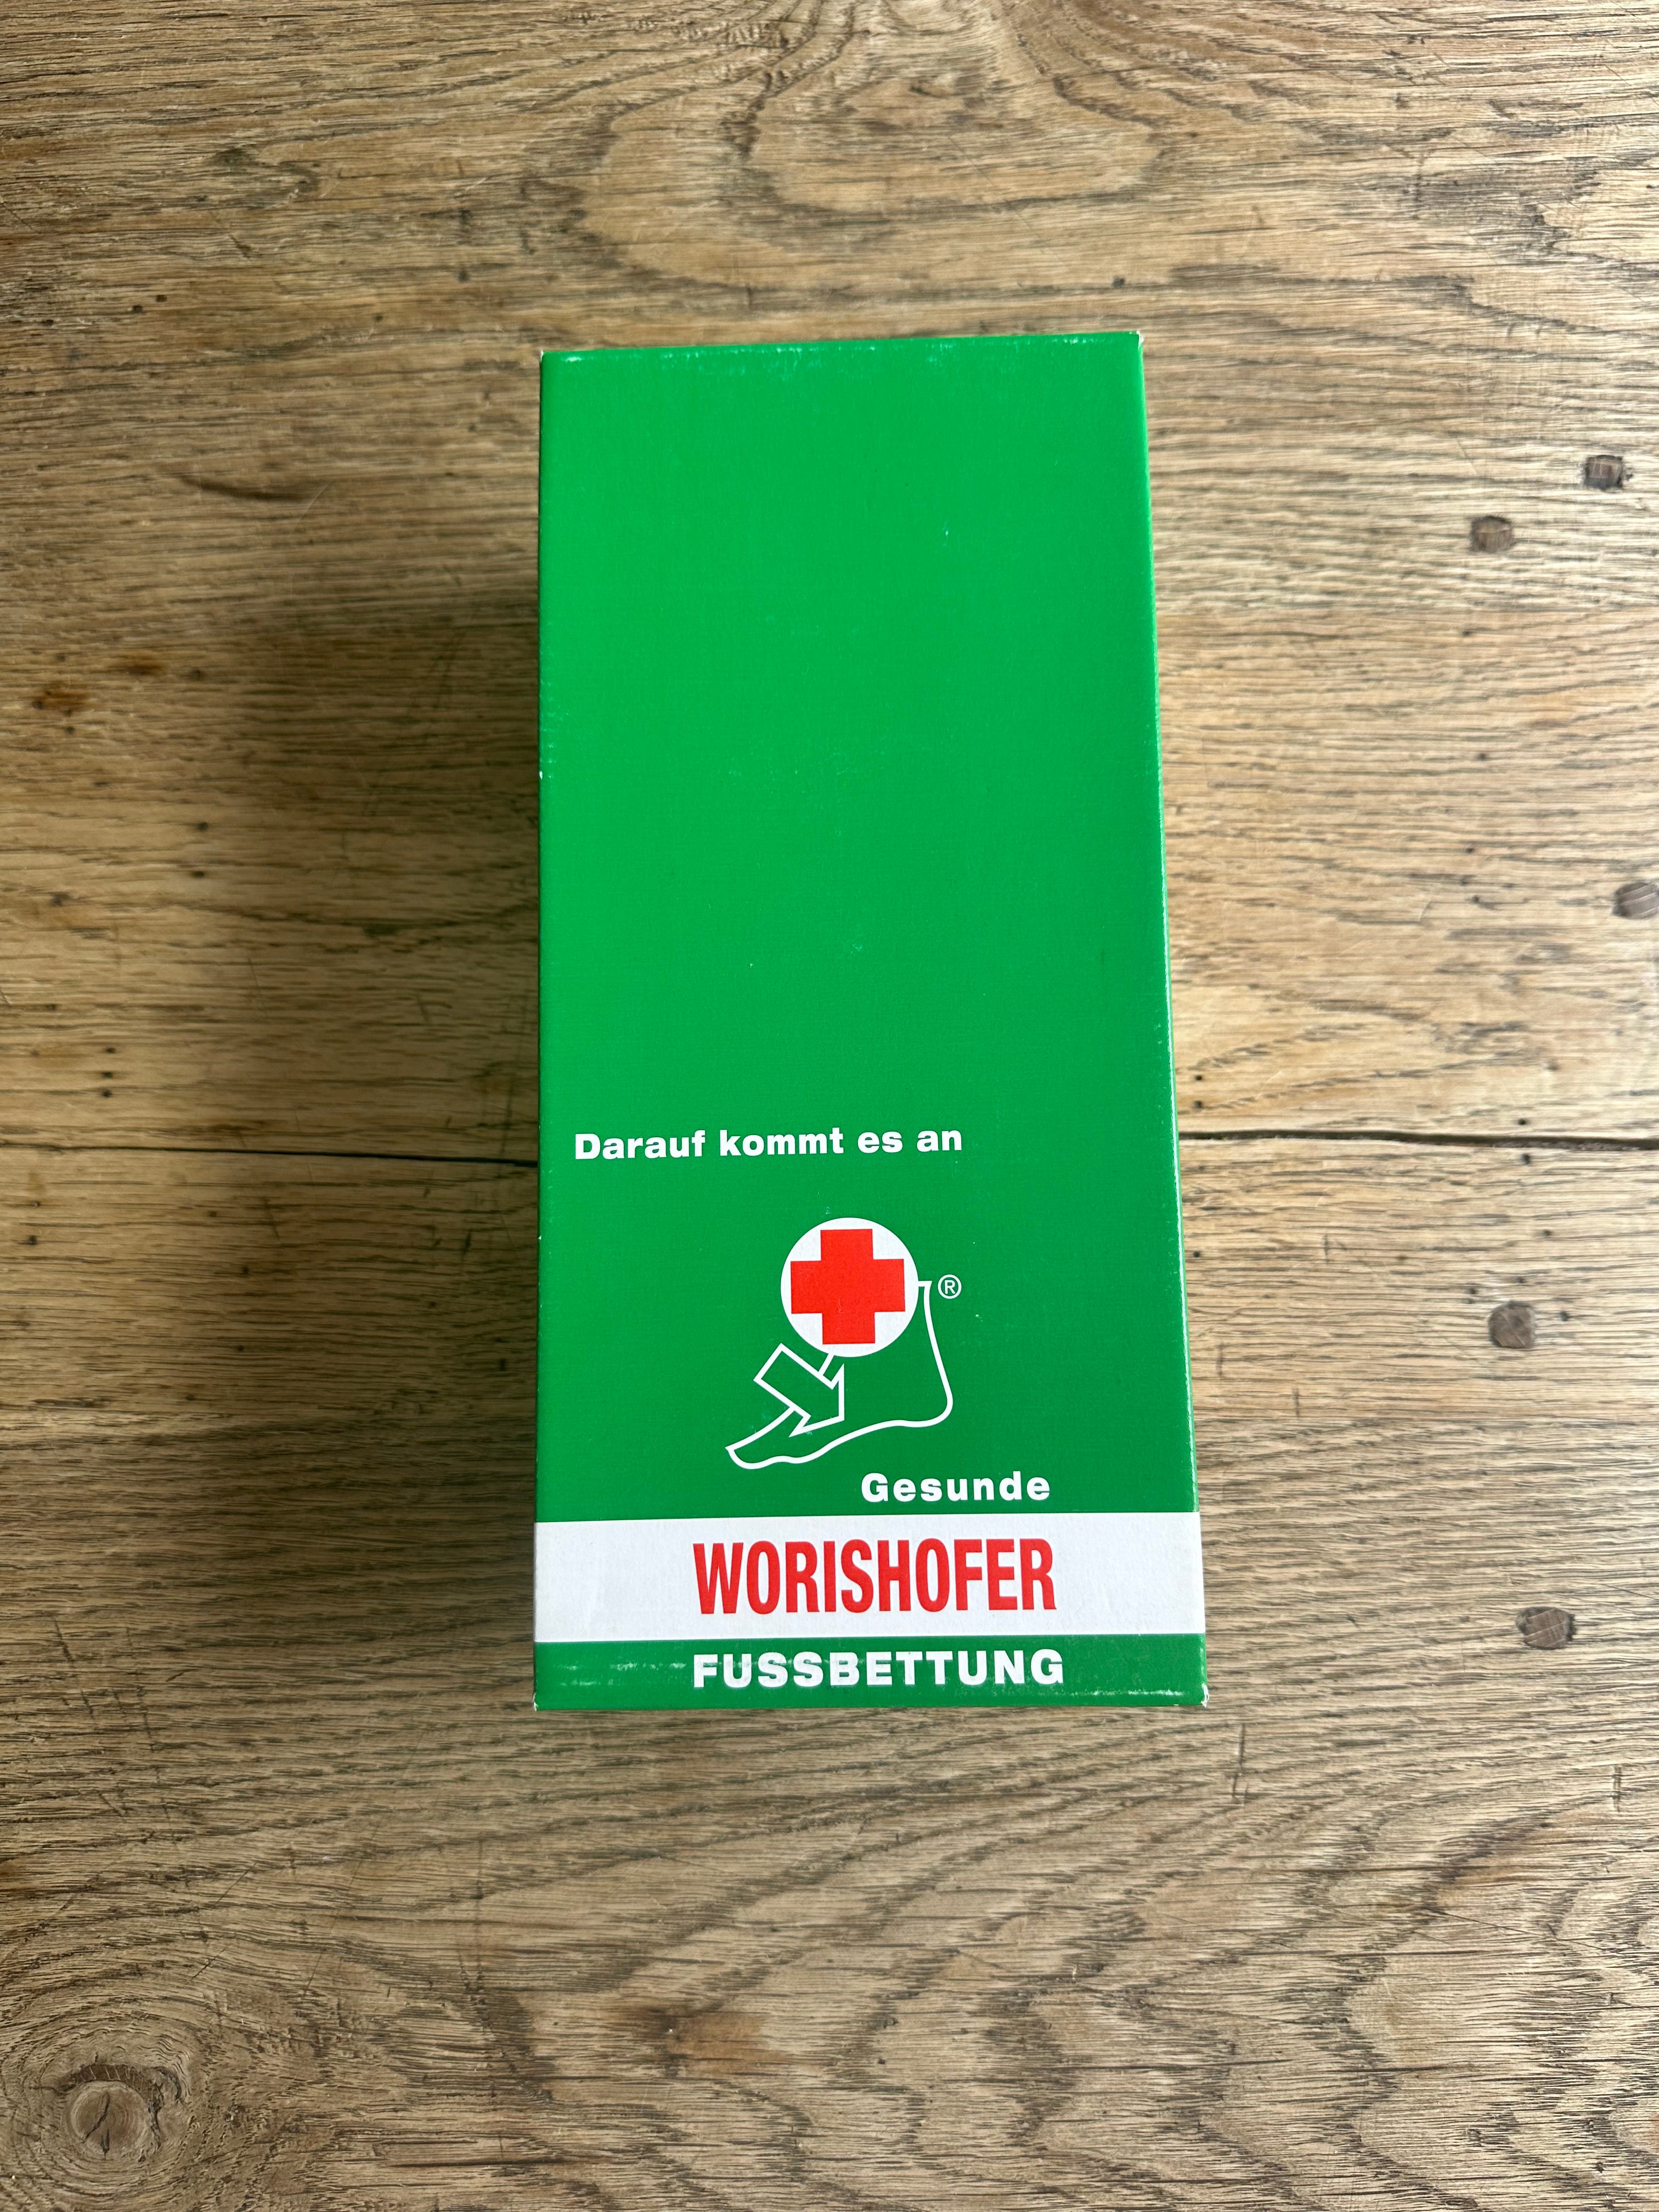 Darauf kommt es an
®
Gesunde
WORISHOFER
FUSSBETTUNG